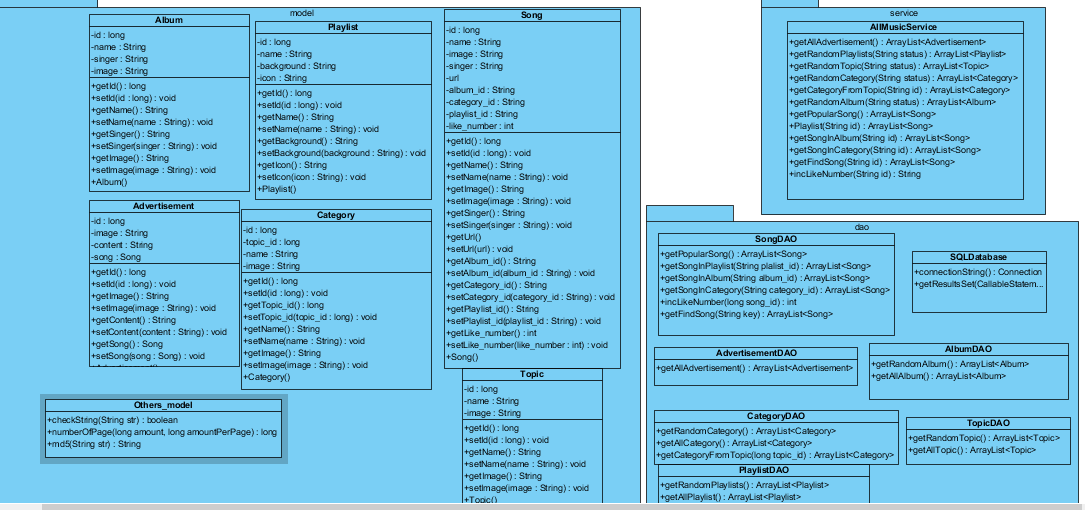 model
Album
-id : long
-name : String
-singer : String
-image : String
+getId() : long
+setId(id : long) : void
+getName() : String
+setName(name : String) : void
+getSinger() : String
+setSinger(singer : String) : void
+getImage() : String
+setImage(image : String) : void
+Album()
Playlist
-id : long
-name : String
-background : String
-icon : String
+getId() : long
+setId(id : long) : void
+getName() : String
+setName(name : String) : void
+getBackground() : String
+setBackground(background : String) : void
+getIcon() : String
+setIcon(icon : String) : void
+Playlist()
Song
-id : long
-name : String
-image : String
-singer : String
-url
-album_id : String
-category_id : String
-playlist_id : String
-like_number : int
+getId() : long
+setId(id : long) : void
+getName() : String
+setName(name : String) : void
+getImage() : String
+setImage(image : String) : void
+getSinger() : String
+setSinger(singer : String) : void
+getUrl()
+setUrl(url) : void
+getAlbum_id() : String
+setAlbum_id(album_id : String) : void
+getCategory_id() : String
+setCategory_id(category_id : String) : void
+getPlaylist_id() : String
+setPlaylist_id(playlist_id : String) : void
+getLike_number() : int
+setLike_number(like_number : int) : void
+Song()
Advertisement
-id : long
-image : String
-content : String
-song : Song
+getId() : long
+setId(id : long) : void
+getImage() : String
+setImage(image : String) : void
+getContent() : String
+setContent(content : String) : void
+getSong() : Song
+setSong(song : Song) : void
Category
-id : long
-topic_id : long
-name : String
-image : String
+getId() : long
+setId(id : long) : void
+getTopic_id() : long
+setTopic_id(topic_id : long) : void
+getName() : String
+setName(name : String) : void
+getImage() : String
+setImage(image : String) : void
+Category()
Topic
-id : long
-name : String
-image : String
+getId() : long
+setId(id : long) : void
+getName() : String
+setName(name : String) : void
+getImage() : String
+setImage(image : String) : void
+Topic()
Others_model
+checkString(String str) : boolean
+numberOfPage(long amount, long amountPerPage) : long
+md5(String str) : String
service
AllMusicService
+getAllAdvertisement() : ArrayList<Advertisement>
+getRandomPlaylists(String status) : ArrayList<Playlist>
+getRandomTopic(String status) : ArrayList<Topic>
+getRandomCategory(String status) : ArrayList<Category>
+getCategoryFromTopic(String id) : ArrayList<Category>
+getRandomAlbum(String status) : ArrayList<Album>
+getPopularSong() : ArrayList<Song>
+Playlist(String id) : ArrayList<Song>
+getSongInAlbum(String id) : ArrayList<Song>
+getSongInCategory(String id) : ArrayList<Song>
+getFindSong(String id) : ArrayList<Song>
+incLikeNumber(String id) : String
dao
SongDAO
+getPopularSong() : ArrayList<Song>
+getSongInPlaylist(String plalist_id) : ArrayList<Song>
+getSongInAlbum(String album_id) : ArrayList<Song>
+getSongInCategory(String category_id) : ArrayList<Song>
+incLikeNumber(long song_id) : int
+getFindSong(String key) : ArrayList<Song>
SQLDatabase
+connectionString() : Connection
+getResultsSet(CallableStatem...
AdvertisementDAO
+getAllAdvertisement() : ArrayList<Advertisement>
AlbumDAO
+getRandomAlbum() : ArrayList<Album>
+getAllAlbum() : ArrayList<Album>
CategoryDAO
+getRandomCategory() : ArrayList<Category>
+getAllCategory() : ArrayList<Category>
+getCategoryFromTopic(long topic_id) : ArrayList<Category>
TopicDAO
+getRandomTopic() : ArrayList<Topic>
+getAllTopic() : ArrayList<Topic>
PlaylistDAO
+getRandomPlaylists() : ArrayList<Playlist>
+getAllPlaylist() : ArrayList<Playlist>